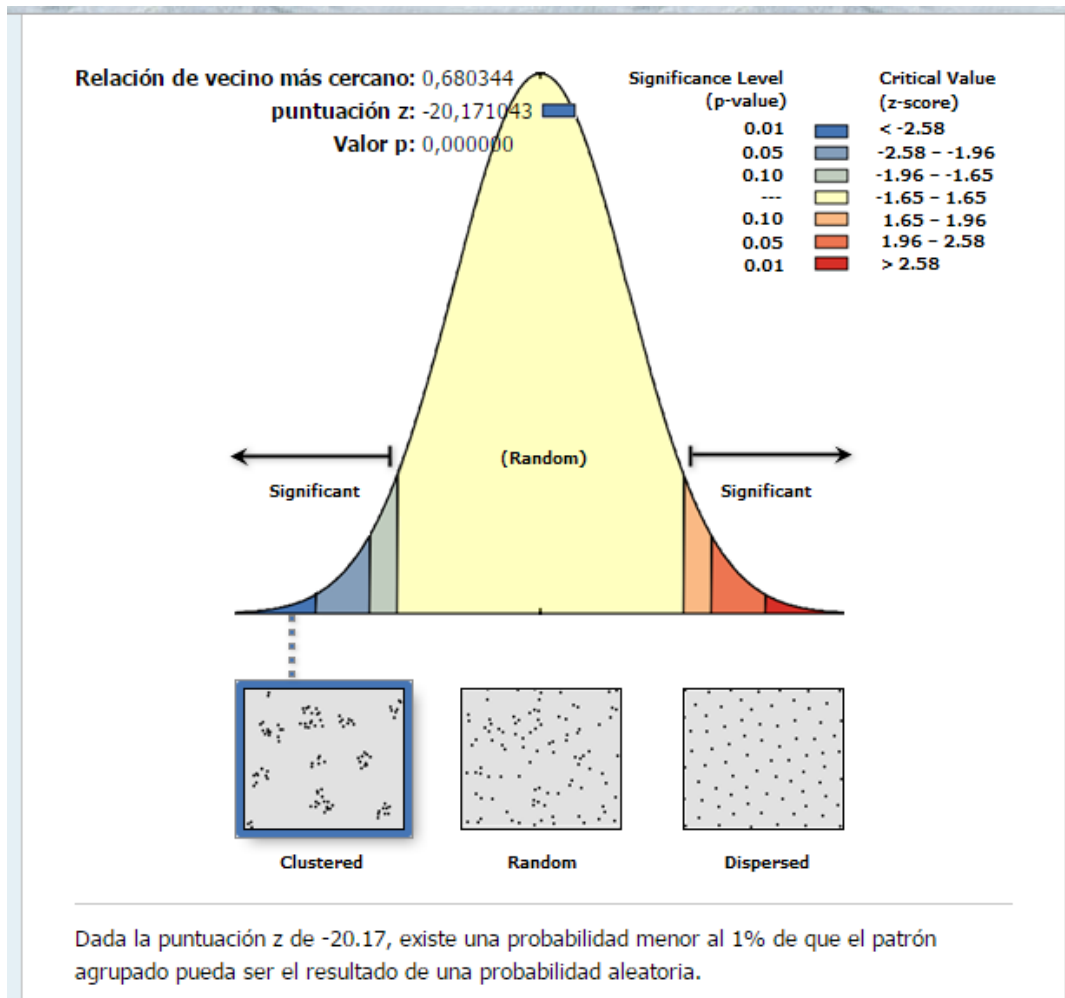 Relación de vecino más cercano: 0,680344
puntuación z: -20,171043
Valor p: 0,000000
Significance Level
(p-value)
Critical Value
(z-score)
0.01 < -2.58
0.05 -2.58 – -1.96
0.10 -1.96 – -1.65
--- -1.65 – 1.65
0.10 1.65 – 1.96
0.05 1.96 – 2.58
0.01 > 2.58
(Random)
Significant
Significant
Clustered
Random
Dispersed
Dada la puntuación z de -20.17, existe una probabilidad menor al 1% de que el patrón
agrupado pueda ser el resultado de una probabilidad aleatoria.